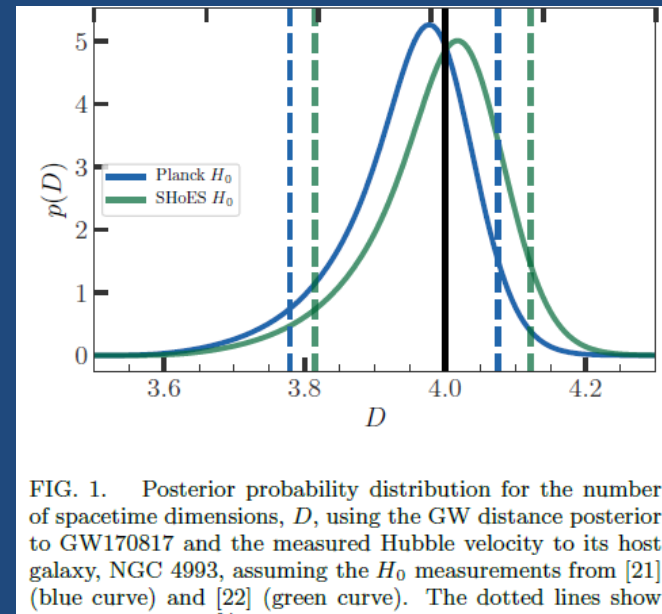 5
4
3
2
1
0
p(D)
Planck H₀
SHoES H₀
3.6 3.8 4.0 4.2
D
FIG. 1. Posterior probability distribution for the number
of spacetime dimensions, D, using the GW distance posterior
to GW170817 and the measured Hubble velocity to its host
galaxy, NGC 4993, assuming the H₀ measurements from [21]
(blue curve) and [22] (green curve). The dotted lines show